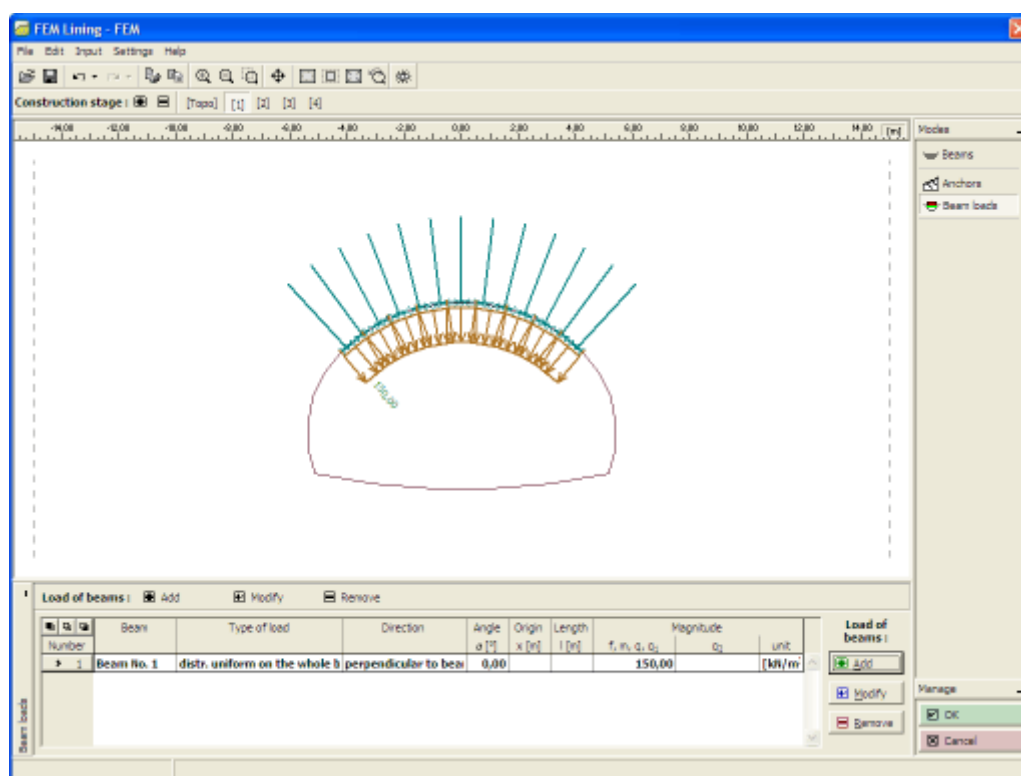 FEM Lining - FEM
File Edit Input Settings Help
Construction stage : [Topo] [1] [2] [3] [4]
-14,00 -12,00 -10,00 -8,00 -6,00 -4,00 -2,00 0,00 2,00 4,00 6,00 8,00 10,00 12,00 14,00 [m]
Modes
Beams
Anchors
Beam loads
150,00
Load of beams : Add Modify Remove
Number Beam Type of load Direction Angle Origin Length Magnitude
α [°] x [m] l [m] f, m, q, q1 q2 unit
1 Beam No. 1 distr. uniform on the whole b perpendicular to bea 0,00 150,00 [kN/m
Load of
beams :
Add
Modify
Remove
Beam loads
Manage
OK
Cancel